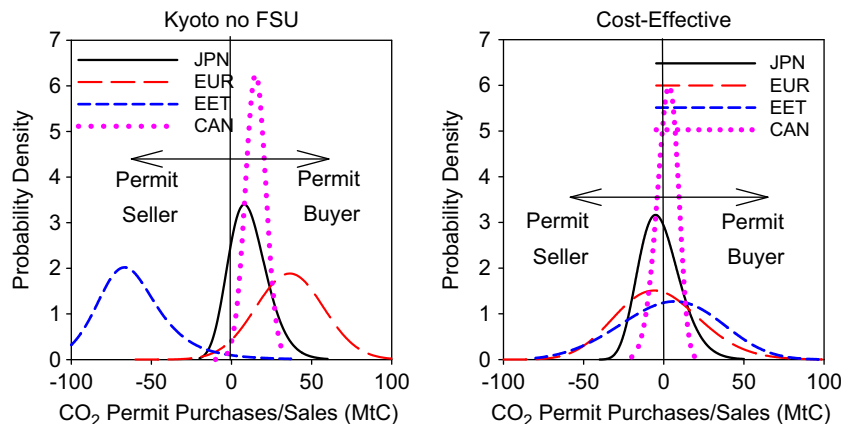 Kyoto no FSU
Probability Density
6
5
4
3
2
1
0
-100
-50
0
50
100
CO2 Permit Purchases/Sales (MtC)
JPN
EUR
EET
CAN
Permit
Seller
Permit
Buyer
Cost-Effective
Probability Density
7
6
5
4
3
2
1
0
-100
-50
0
50
100
CO2 Permit Purchases/Sales (MtC)
JPN
EUR
EET
CAN
Permit
Seller
Permit
Buyer